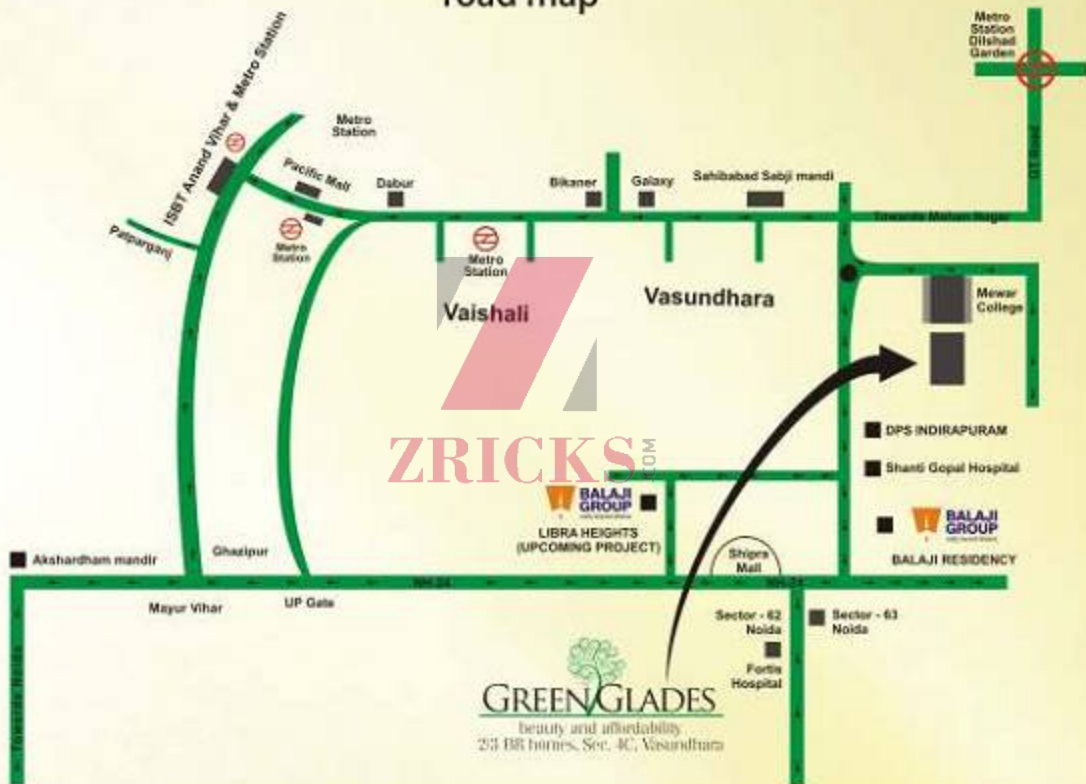 road map
Metro
Station
Dilshad
Garden
ISBT Anand Vihar & Metro Station
Metro
Station
Pacific Mall
Dabur
Bikaner
Galaxy
Sahibabad Sabji mandi
Towards Mohan Nagar
Patparganj
Metro
Station
Metro
Station
Vaishali
Vasundhara
Mewar
College
ZRICKS
.COM
DPS INDIRAPURAM
Shanti Gopal Hospital
BALAJI
GROUP
LIBRA HEIGHTS
(UPCOMING PROJECT)
BALAJI
GROUP
BALAJI RESIDENCY
Shipra
Mall
Akshardham mandir
Ghazipur
NH-24
NH-24
Mayur Vihar
UP Gate
Sector - 62
Noida
Sector - 63
Noida
Fortis
Hospital
Towards Noida
GREEN GLADES
beauty and affordability
2/3 BR homes, Sec. 4C, Vasundhara